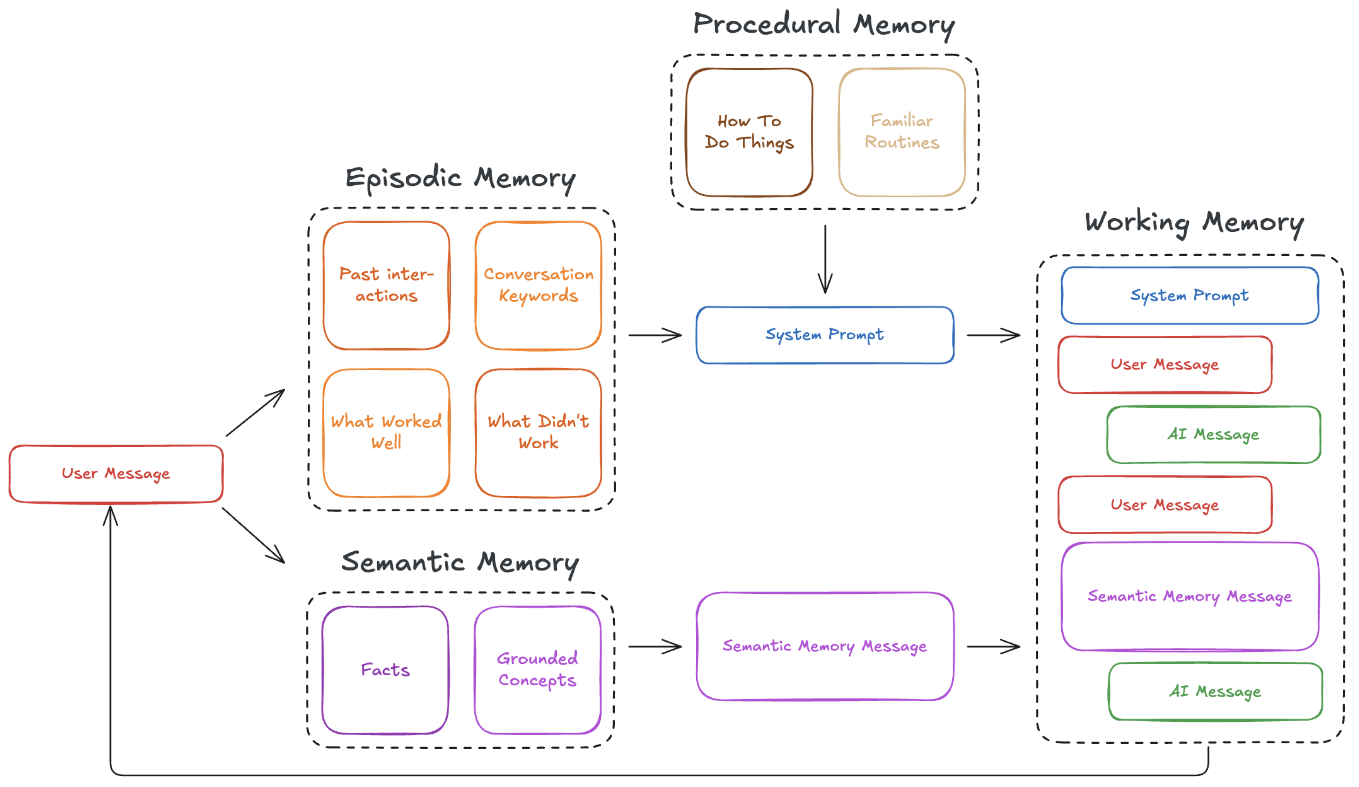 Procedural Memory
How To
Do Things
Familiar
Routines
Episodic Memory
Past inter-
actions
Conversation
Keywords
What Worked
Well
What Didn't
Work
System Prompt
User Message
Semantic Memory
Facts
Grounded
Concepts
Semantic Memory Message
Working Memory
System Prompt
User Message
AI Message
User Message
Semantic Memory Message
AI Message